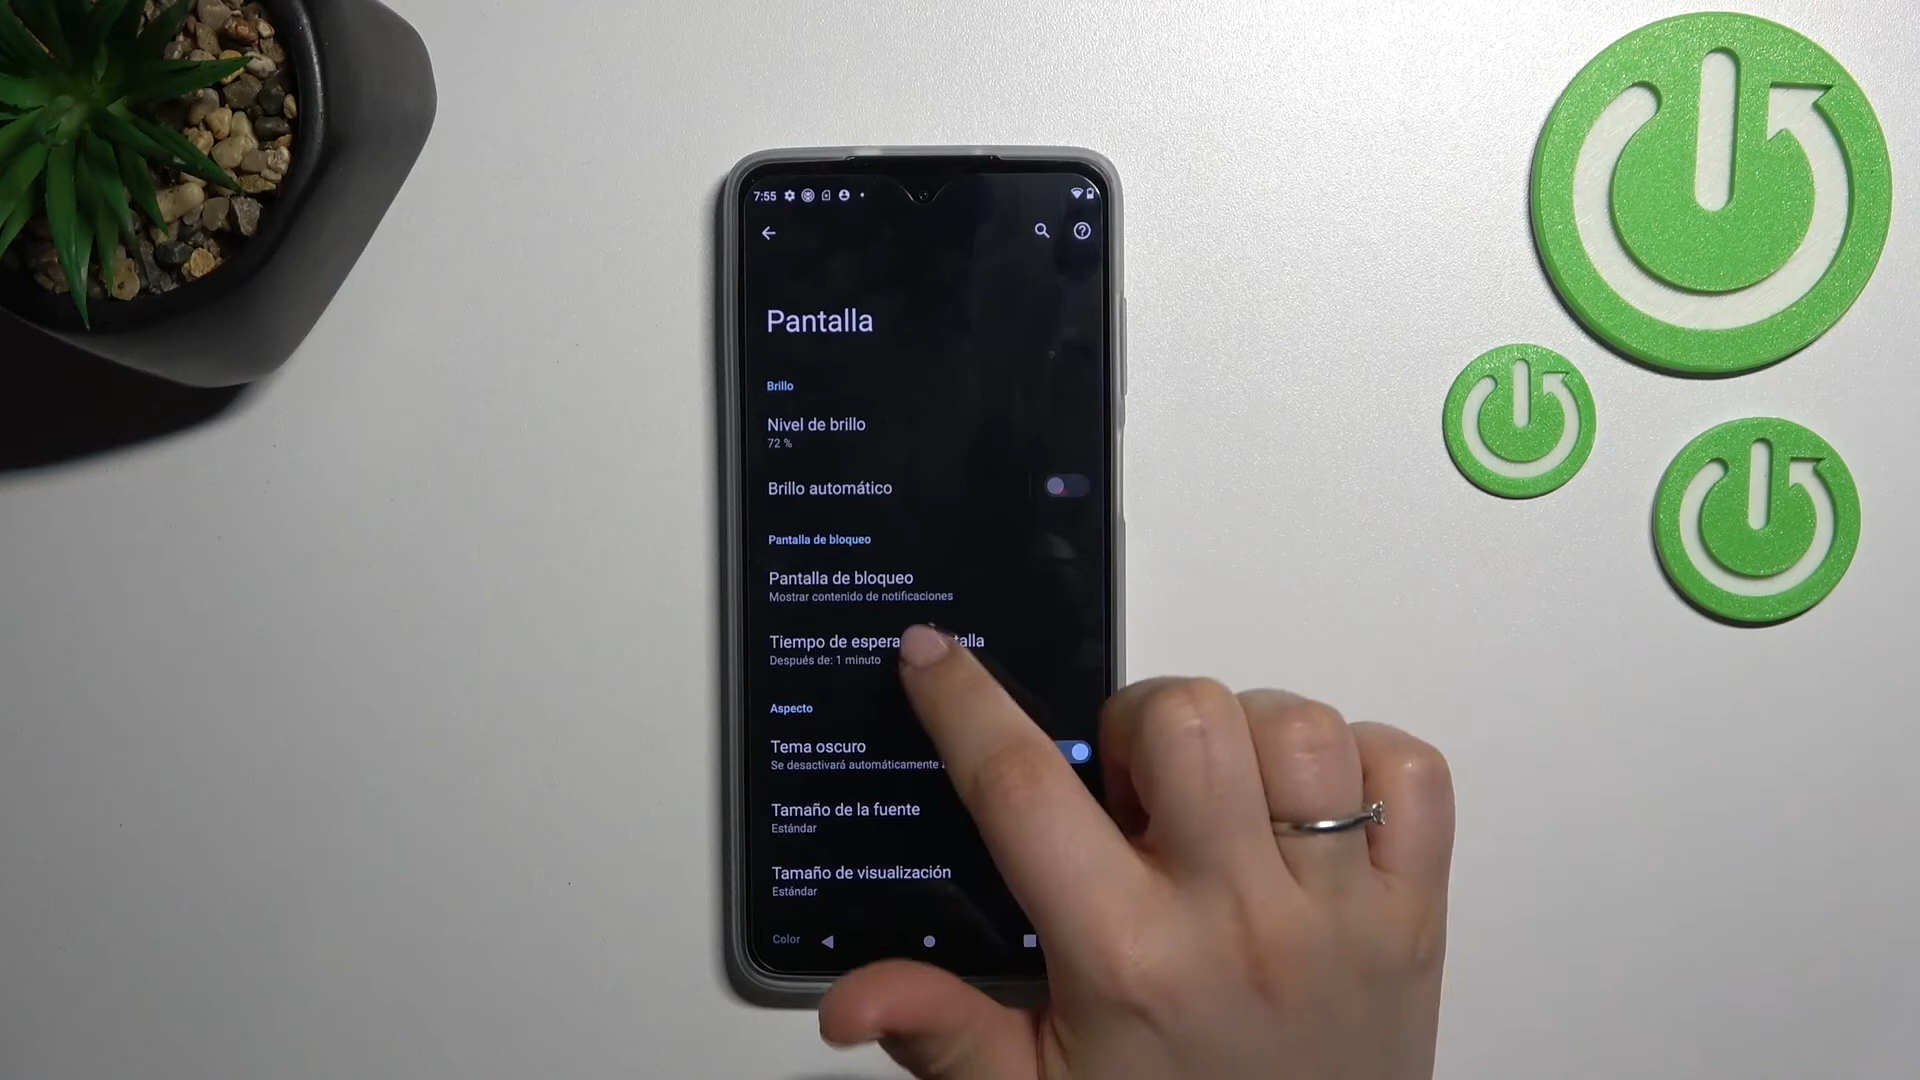 7:55
Pantalla
Brillo
Nivel de brillo
72 %
Brillo automático
Pantalla de bloqueo
Pantalla de bloqueo
Mostrar contenido de notificaciones
Tiempo de espera
Después de: 1 minuto
Aspecto
Tema oscuro
Se desactivará automáticamente
Tamaño de la fuente
Estándar
Tamaño de visualización
Estándar
Color